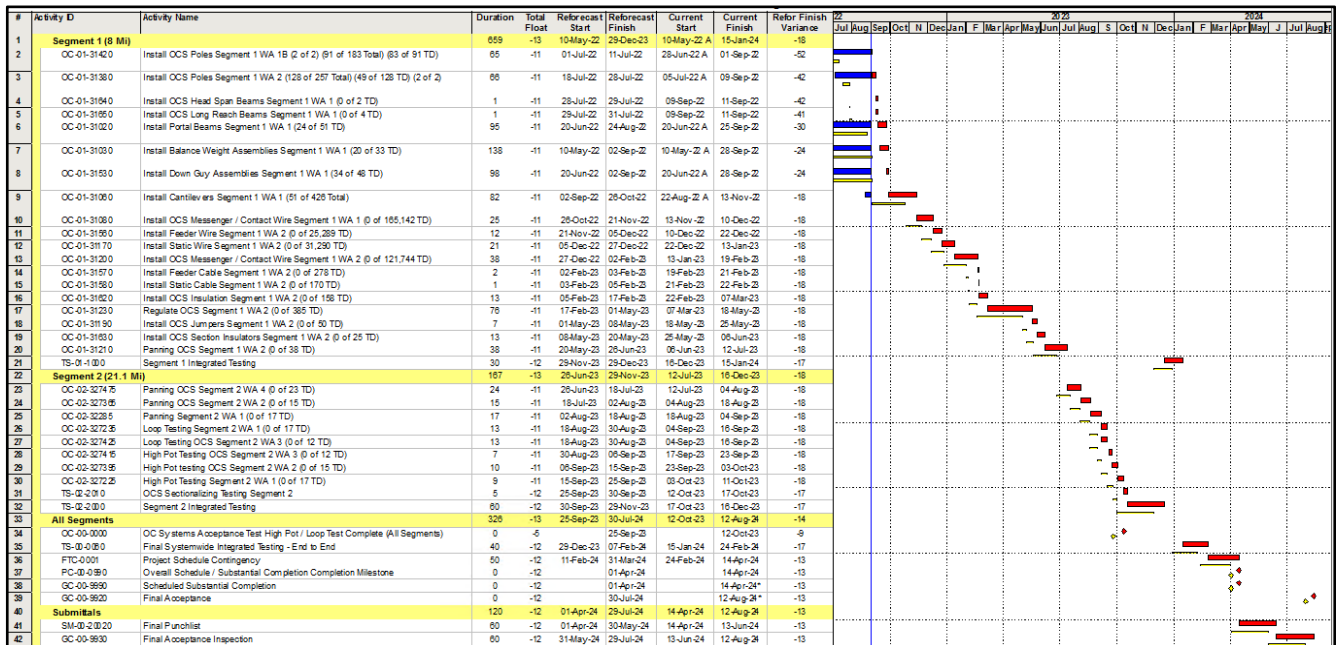 # Activity ID Activity Name Duration Total Float Reforecast Start Reforecast Finish Current Start Current Finish Refor Finish Variance 22 2023 2024
Jul Aug Sep Oct N Dec Jan F Mar Apr May Jun Jul Aug S Oct N Dec Jan F Mar Apr May J Jul Aug
1 Segment 1 (8 Mi) 659 -13 10-May-22 29-Dec-23 10-May-22 A 15-Jan-24 -18
2 OC-01-31420 Install OCS Poles Segment 1 WA 1B (2 of 2) (91 of 183 Total) (83 of 91 TD) 65 -11 01-Jul-22 11-Jul-22 28-Jun-22 A 01-Sep-22 -52
3 OC-01-31380 Install OCS Poles Segment 1 WA 2 (128 of 257 Total) (49 of 128 TD) (2 of 2) 66 -11 18-Jul-22 28-Jul-22 05-Jul-22 A 09-Sep-22 -42
4 OC-01-31640 Install OCS Head Span Beams Segment 1 WA 1 (0 of 2 TD) 1 -11 28-Jul-22 29-Jul-22 09-Sep-22 11-Sep-22 -42
5 OC-01-31650 Install OCS Long Reach Beams Segment 1 WA 1 (0 of 4 TD) 1 -11 29-Jul-22 31-Jul-22 09-Sep-22 11-Sep-22 -41
6 OC-01-31020 Install Portal Beams Segment 1 WA 1 (24 of 51 TD) 95 -11 20-Jun-22 24-Aug-22 20-Jun-22 A 25-Sep-22 -30
7 OC-01-31030 Install Balance Weight Assemblies Segment 1 WA 1 (20 of 33 TD) 138 -11 10-May-22 02-Sep-22 10-May-22 A 28-Sep-22 -24
8 OC-01-31530 Install Down Guy Assemblies Segment 1 WA 1 (34 of 48 TD) 98 -11 20-Jun-22 02-Sep-22 20-Jun-22 A 28-Sep-22 -24
9 OC-01-31060 Install Cantilevers Segment 1 WA 1 (51 of 426 Total) 82 -11 02-Sep-22 26-Oct-22 22-Aug-22 A 13-Nov-22 -18
10 OC-01-31080 Install OCS Messenger / Contact Wire Segment 1 WA 1 (0 of 165,142 TD) 25 -11 26-Oct-22 21-Nov-22 13-Nov-22 10-Dec-22 -18
11 OC-01-31560 Install Feeder Wire Segment 1 WA 2 (0 of 25,289 TD) 12 -11 21-Nov-22 05-Dec-22 10-Dec-22 22-Dec-22 -18
12 OC-01-31170 Install Static Wire Segment 1 WA 2 (0 of 31,290 TD) 21 -11 05-Dec-22 27-Dec-22 22-Dec-22 13-Jan-23 -18
13 OC-01-31200 Install OCS Messenger / Contact Wire Segment 1 WA 2 (0 of 121,744 TD) 38 -11 27-Dec-22 02-Feb-23 13-Jan-23 19-Feb-23 -18
14 OC-01-31570 Install Feeder Cable Segment 1 WA 2 (0 of 278 TD) 2 -11 02-Feb-23 03-Feb-23 19-Feb-23 21-Feb-23 -18
15 OC-01-31580 Install Static Cable Segment 1 WA 2 (0 of 170 TD) 1 -11 03-Feb-23 05-Feb-23 21-Feb-23 22-Feb-23 -18
16 OC-01-31620 Install OCS Insulation Segment 1 WA 2 (0 of 158 TD) 13 -11 05-Feb-23 17-Feb-23 22-Feb-23 07-Mar-23 -18
17 OC-01-31230 Regulate OCS Segment 1 WA 2 (0 of 385 TD) 76 -11 17-Feb-23 01-May-23 07-Mar-23 18-May-23 -18
18 OC-01-31190 Install OCS Jumpers Segment 1 WA 2 (0 of 50 TD) 7 -11 01-May-23 08-May-23 18-May-23 25-May-23 -18
19 OC-01-31630 Install OCS Section Insulators Segment 1 WA 2 (0 of 25 TD) 13 -11 08-May-23 20-May-23 25-May-23 06-Jun-23 -18
20 OC-01-31210 Panning OCS Segment 1 WA 2 (0 of 38 TD) 38 -11 20-May-23 26-Jun-23 06-Jun-23 12-Jul-23 -18
21 TS-01-1000 Segment 1 Integrated Testing 30 -12 29-Nov-23 29-Dec-23 16-Dec-23 15-Jan-24 -17
22 Segment 2 (21.1 Mi) 167 -13 26-Jun-23 29-Nov-23 12-Jul-23 16-Dec-23 -18
23 OC-02-327475 Panning OCS Segment 2 WA 4 (0 of 23 TD) 24 -11 26-Jun-23 18-Jul-23 12-Jul-23 04-Aug-23 -18
24 OC-02-327365 Panning OCS Segment 2 WA 2 (0 of 15 TD) 15 -11 18-Jul-23 02-Aug-23 04-Aug-23 18-Aug-23 -18
25 OC-02-32285 Panning Segment 2 WA 1 (0 of 17 TD) 17 -11 02-Aug-23 18-Aug-23 18-Aug-23 04-Sep-23 -18
26 OC-02-327235 Loop Testing Segment 2 WA 1 (0 of 17 TD) 13 -11 18-Aug-23 30-Aug-23 04-Sep-23 16-Sep-23 -18
27 OC-02-327425 Loop Testing OCS Segment 2 WA 3 (0 of 12 TD) 13 -11 18-Aug-23 30-Aug-23 04-Sep-23 16-Sep-23 -18
28 OC-02-327415 High Pot Testing OCS Segment 2 WA 3 (0 of 12 TD) 7 -11 30-Aug-23 06-Sep-23 17-Sep-23 23-Sep-23 -18
29 OC-02-327395 High Pot testing OCS Segment 2 WA 2 (0 of 15 TD) 10 -11 06-Sep-23 15-Sep-23 23-Sep-23 03-Oct-23 -18
30 OC-02-327225 High Pot Testing Segment 2 WA 1 (0 of 17 TD) 9 -11 15-Sep-23 25-Sep-23 03-Oct-23 11-Oct-23 -18
31 TS-02-2010 OCS Sectionalizing Testing Segment 2 5 -12 25-Sep-23 30-Sep-23 12-Oct-23 17-Oct-23 -17
32 TS-02-2000 Segment 2 Integrated Testing 60 -12 30-Sep-23 29-Nov-23 17-Oct-23 16-Dec-23 -17
33 All Segments 326 -13 25-Sep-23 30-Jul-24 12-Oct-23 12-Aug-24 -14
34 OC-00-0000 OC Systems Acceptance Test High Pot / Loop Test Complete (All Segments) 0 -5 25-Sep-23 12-Oct-23 -9
35 TS-00-0060 Final Systemwide Integrated Testing - End to End 40 -12 29-Dec-23 07-Feb-24 15-Jan-24 24-Feb-24 -17
36 FTC-0001 Project Schedule Contingency 50 -12 11-Feb-24 31-Mar-24 24-Feb-24 14-Apr-24 -13
37 PC-00-0590 Overall Schedule / Substantial Completion Completion Milestone 0 -12 01-Apr-24 14-Apr-24 -13
38 GC-00-9990 Scheduled Substantial Completion 0 -12 01-Apr-24 14-Apr-24* -13
39 GC-00-9920 Final Acceptance 0 -12 30-Jul-24 12-Aug-24* -13
40 Submittals 120 -12 01-Apr-24 29-Jul-24 14-Apr-24 12-Aug-24 -13
41 SM-00-20020 Final Punchlist 60 -12 01-Apr-24 30-May-24 14-Apr-24 13-Jun-24 -13
42 GC-00-9930 Final Acceptance Inspection 60 -12 31-May-24 29-Jul-24 13-Jun-24 12-Aug-24 -13